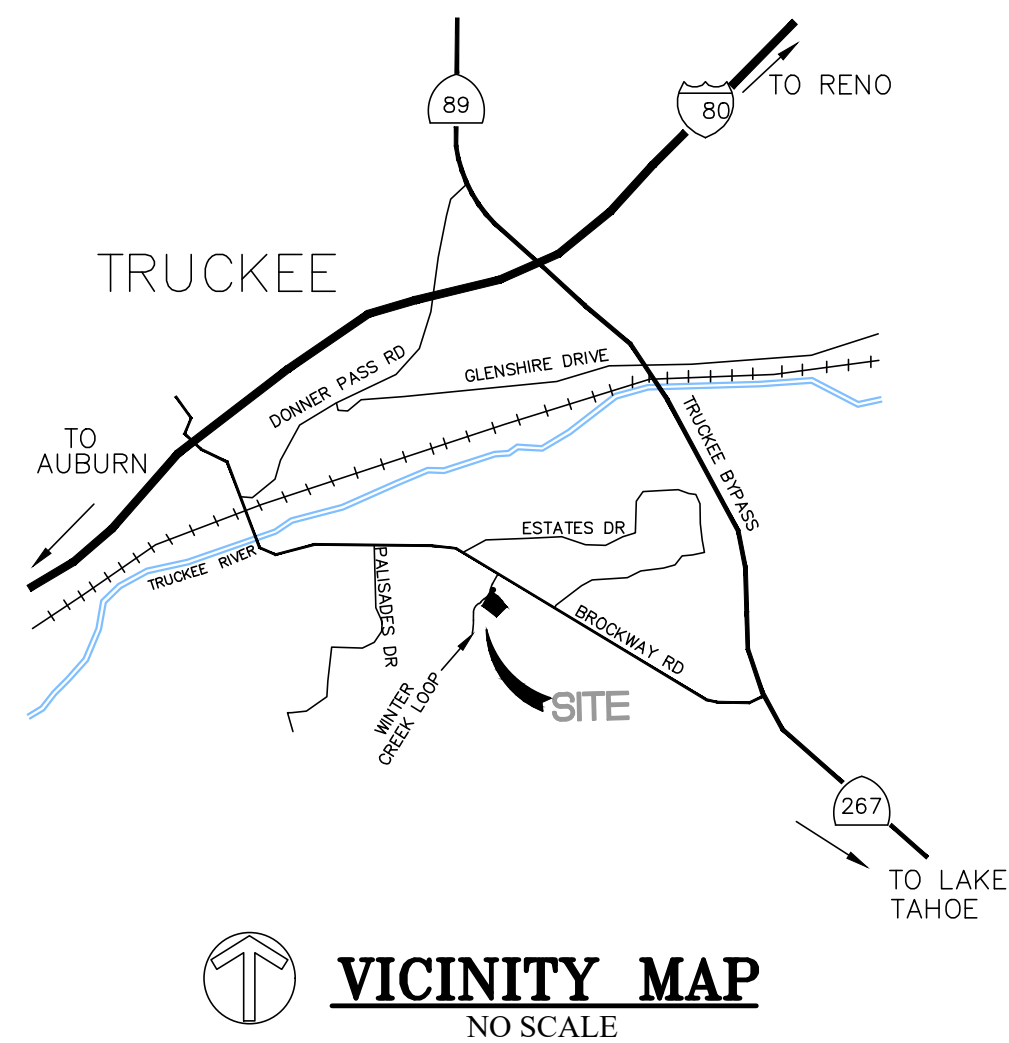 89
80
TO RENO
TRUCKEE
DONNER PASS RD
GLENSHIRE DRIVE
TO
AUBURN
TRUCKEE BYPASS
ESTATES DR
TRUCKEE RIVER
PALISADES DR
BROCKWAY RD
WINTER
CREEK LOOP
SITE
267
TO LAKE
TAHOE
VICINITY MAP
NO SCALE